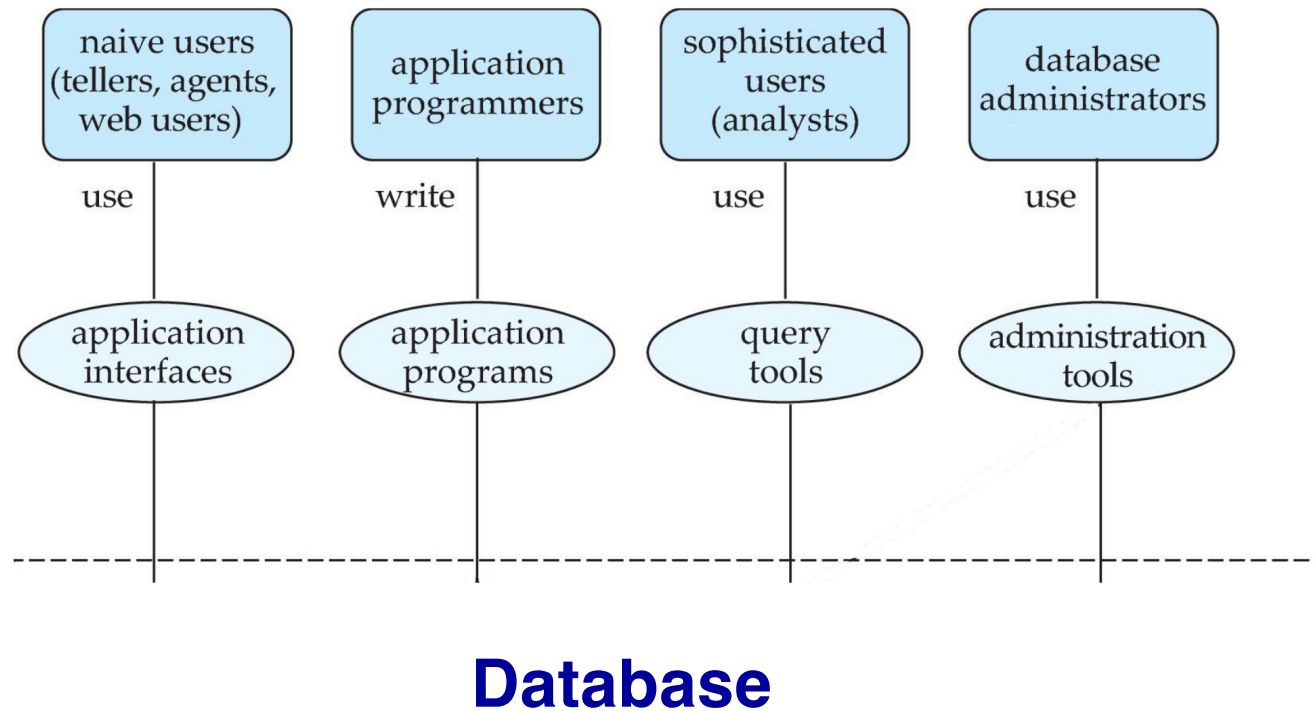 naive users
(tellers, agents,
web users)
application
programmers
sophisticated
users
(analysts)
database
administrators
use
write
use
use
application
interfaces
application
programs
query
tools
administration
tools
Database